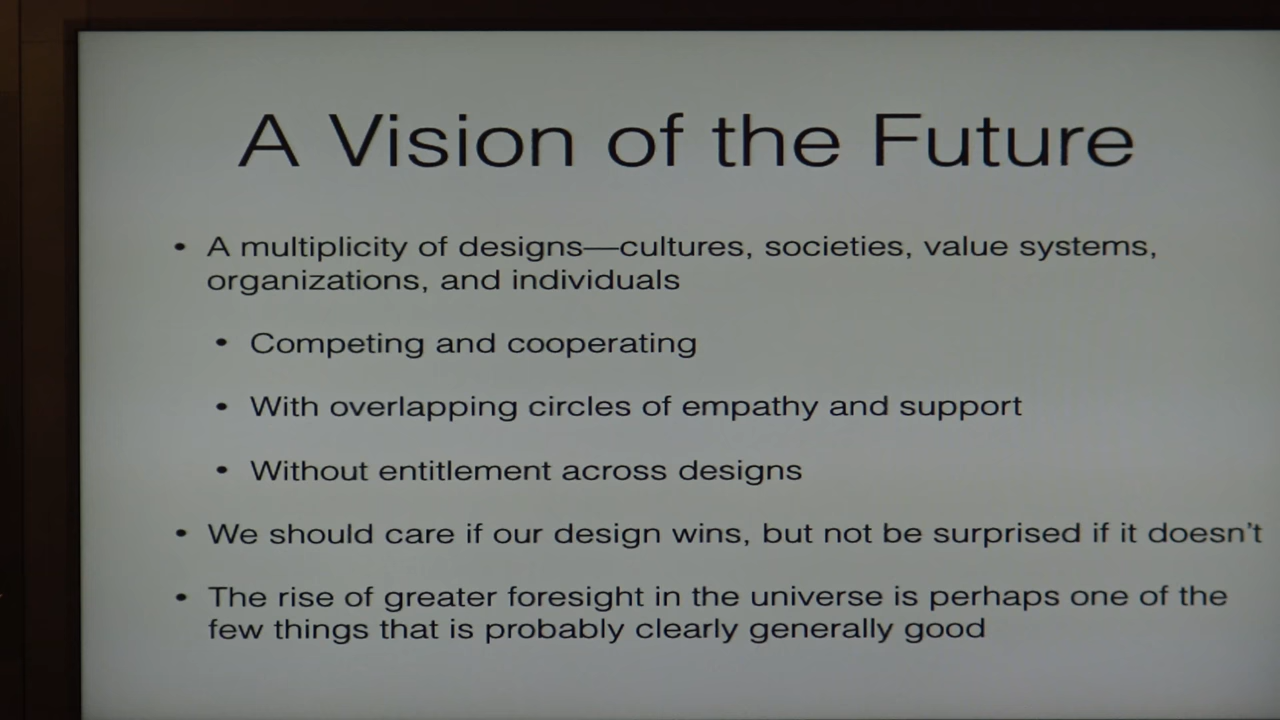 A Vision of the Future
• A multiplicity of designs—cultures, societies, value systems,
organizations, and individuals
• Competing and cooperating
• With overlapping circles of empathy and support
• Without entitlement across designs
• We should care if our design wins, but not be surprised if it doesn't
• The rise of greater foresight in the universe is perhaps one of the
few things that is probably clearly generally good